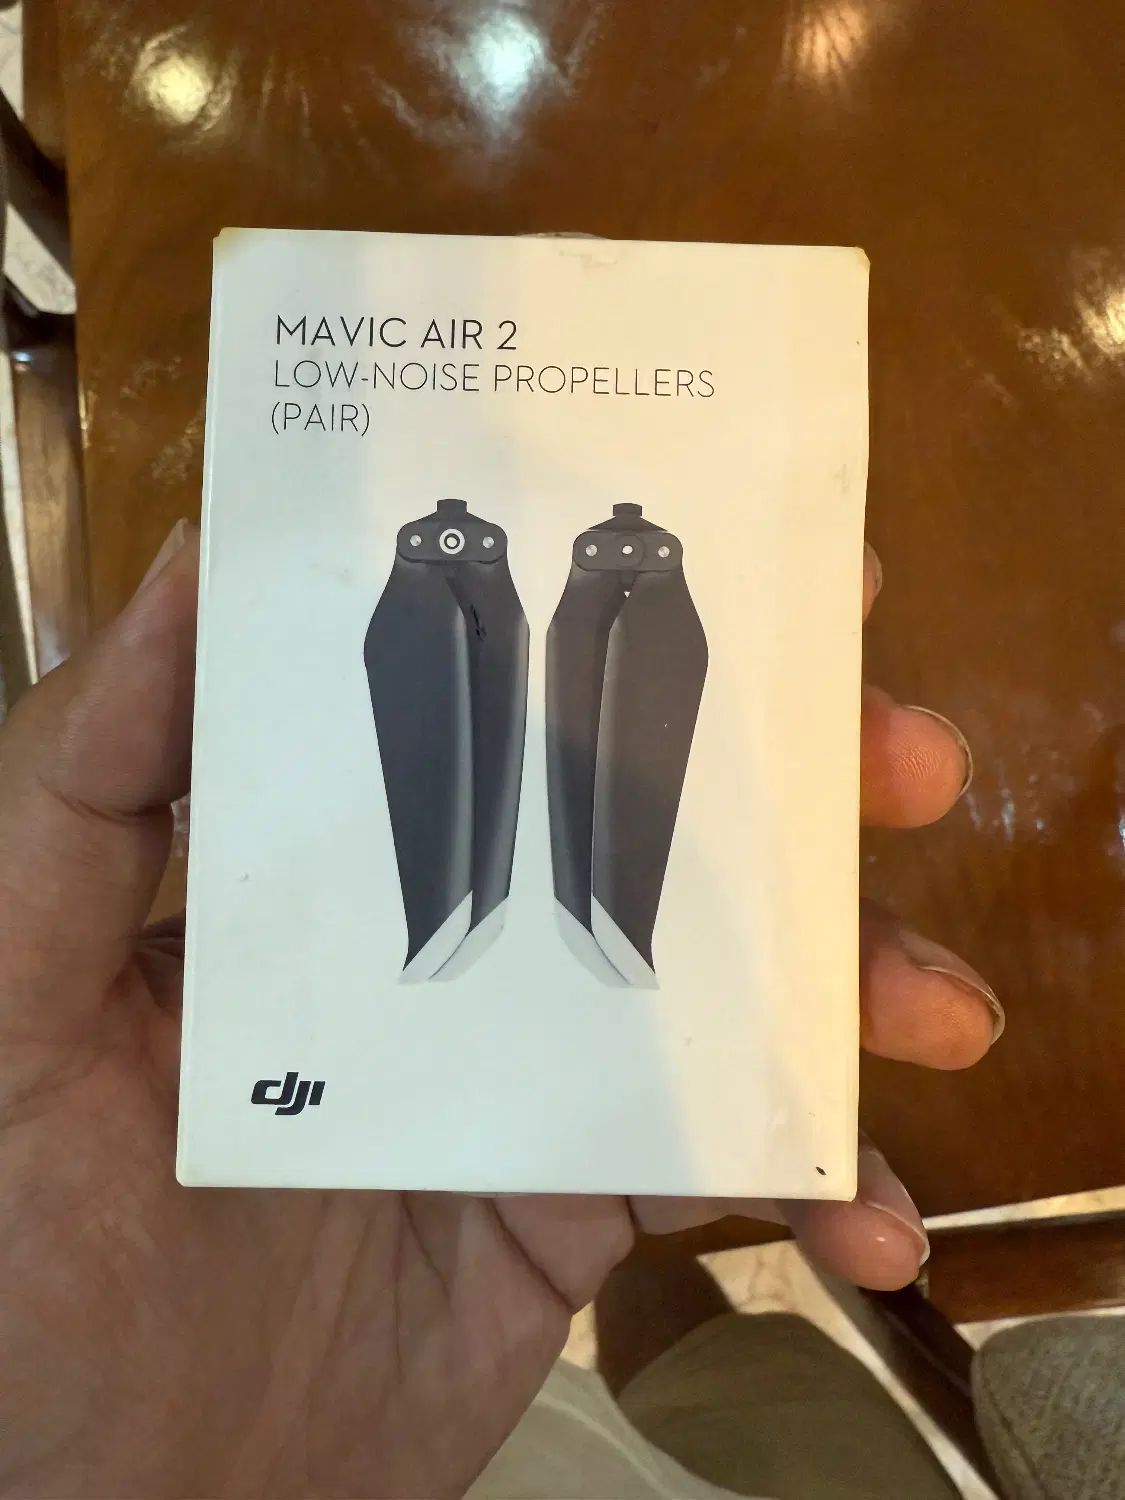 MAVIC AIR 2
LOW-NOISE PROPELLERS
(PAIR)
dji